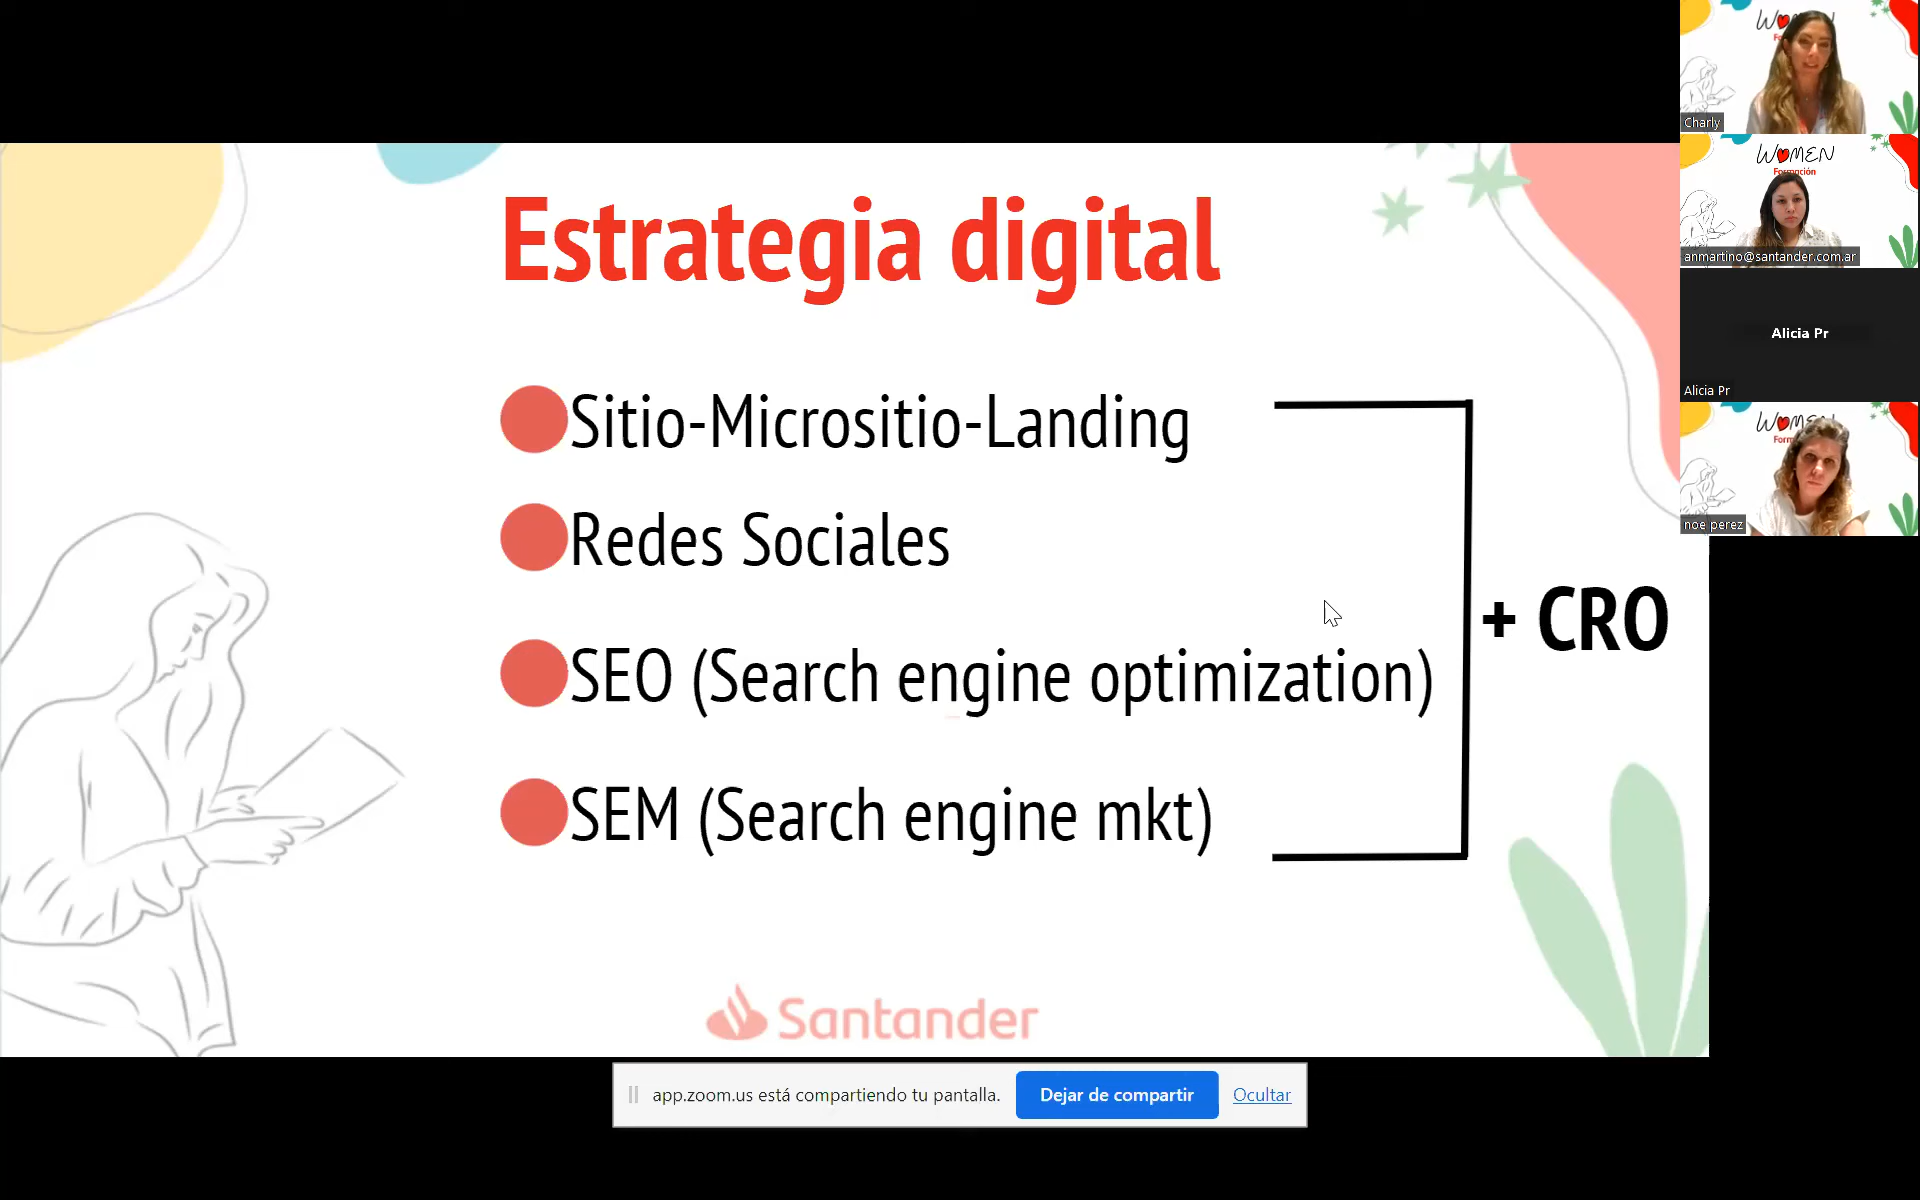 Estrategia digital
Sitio-Micrositio-Landing
Redes Sociales
SEO (Search engine optimization)
SEM (Search engine mkt)
+ CRO
Santander
app.zoom.us está compartiendo tu pantalla.
Dejar de compartir
Ocultar
Charly
WOMEN
Formación
anmartino@santander.com.ar
Alicia Pr
Alicia Pr
noe perez